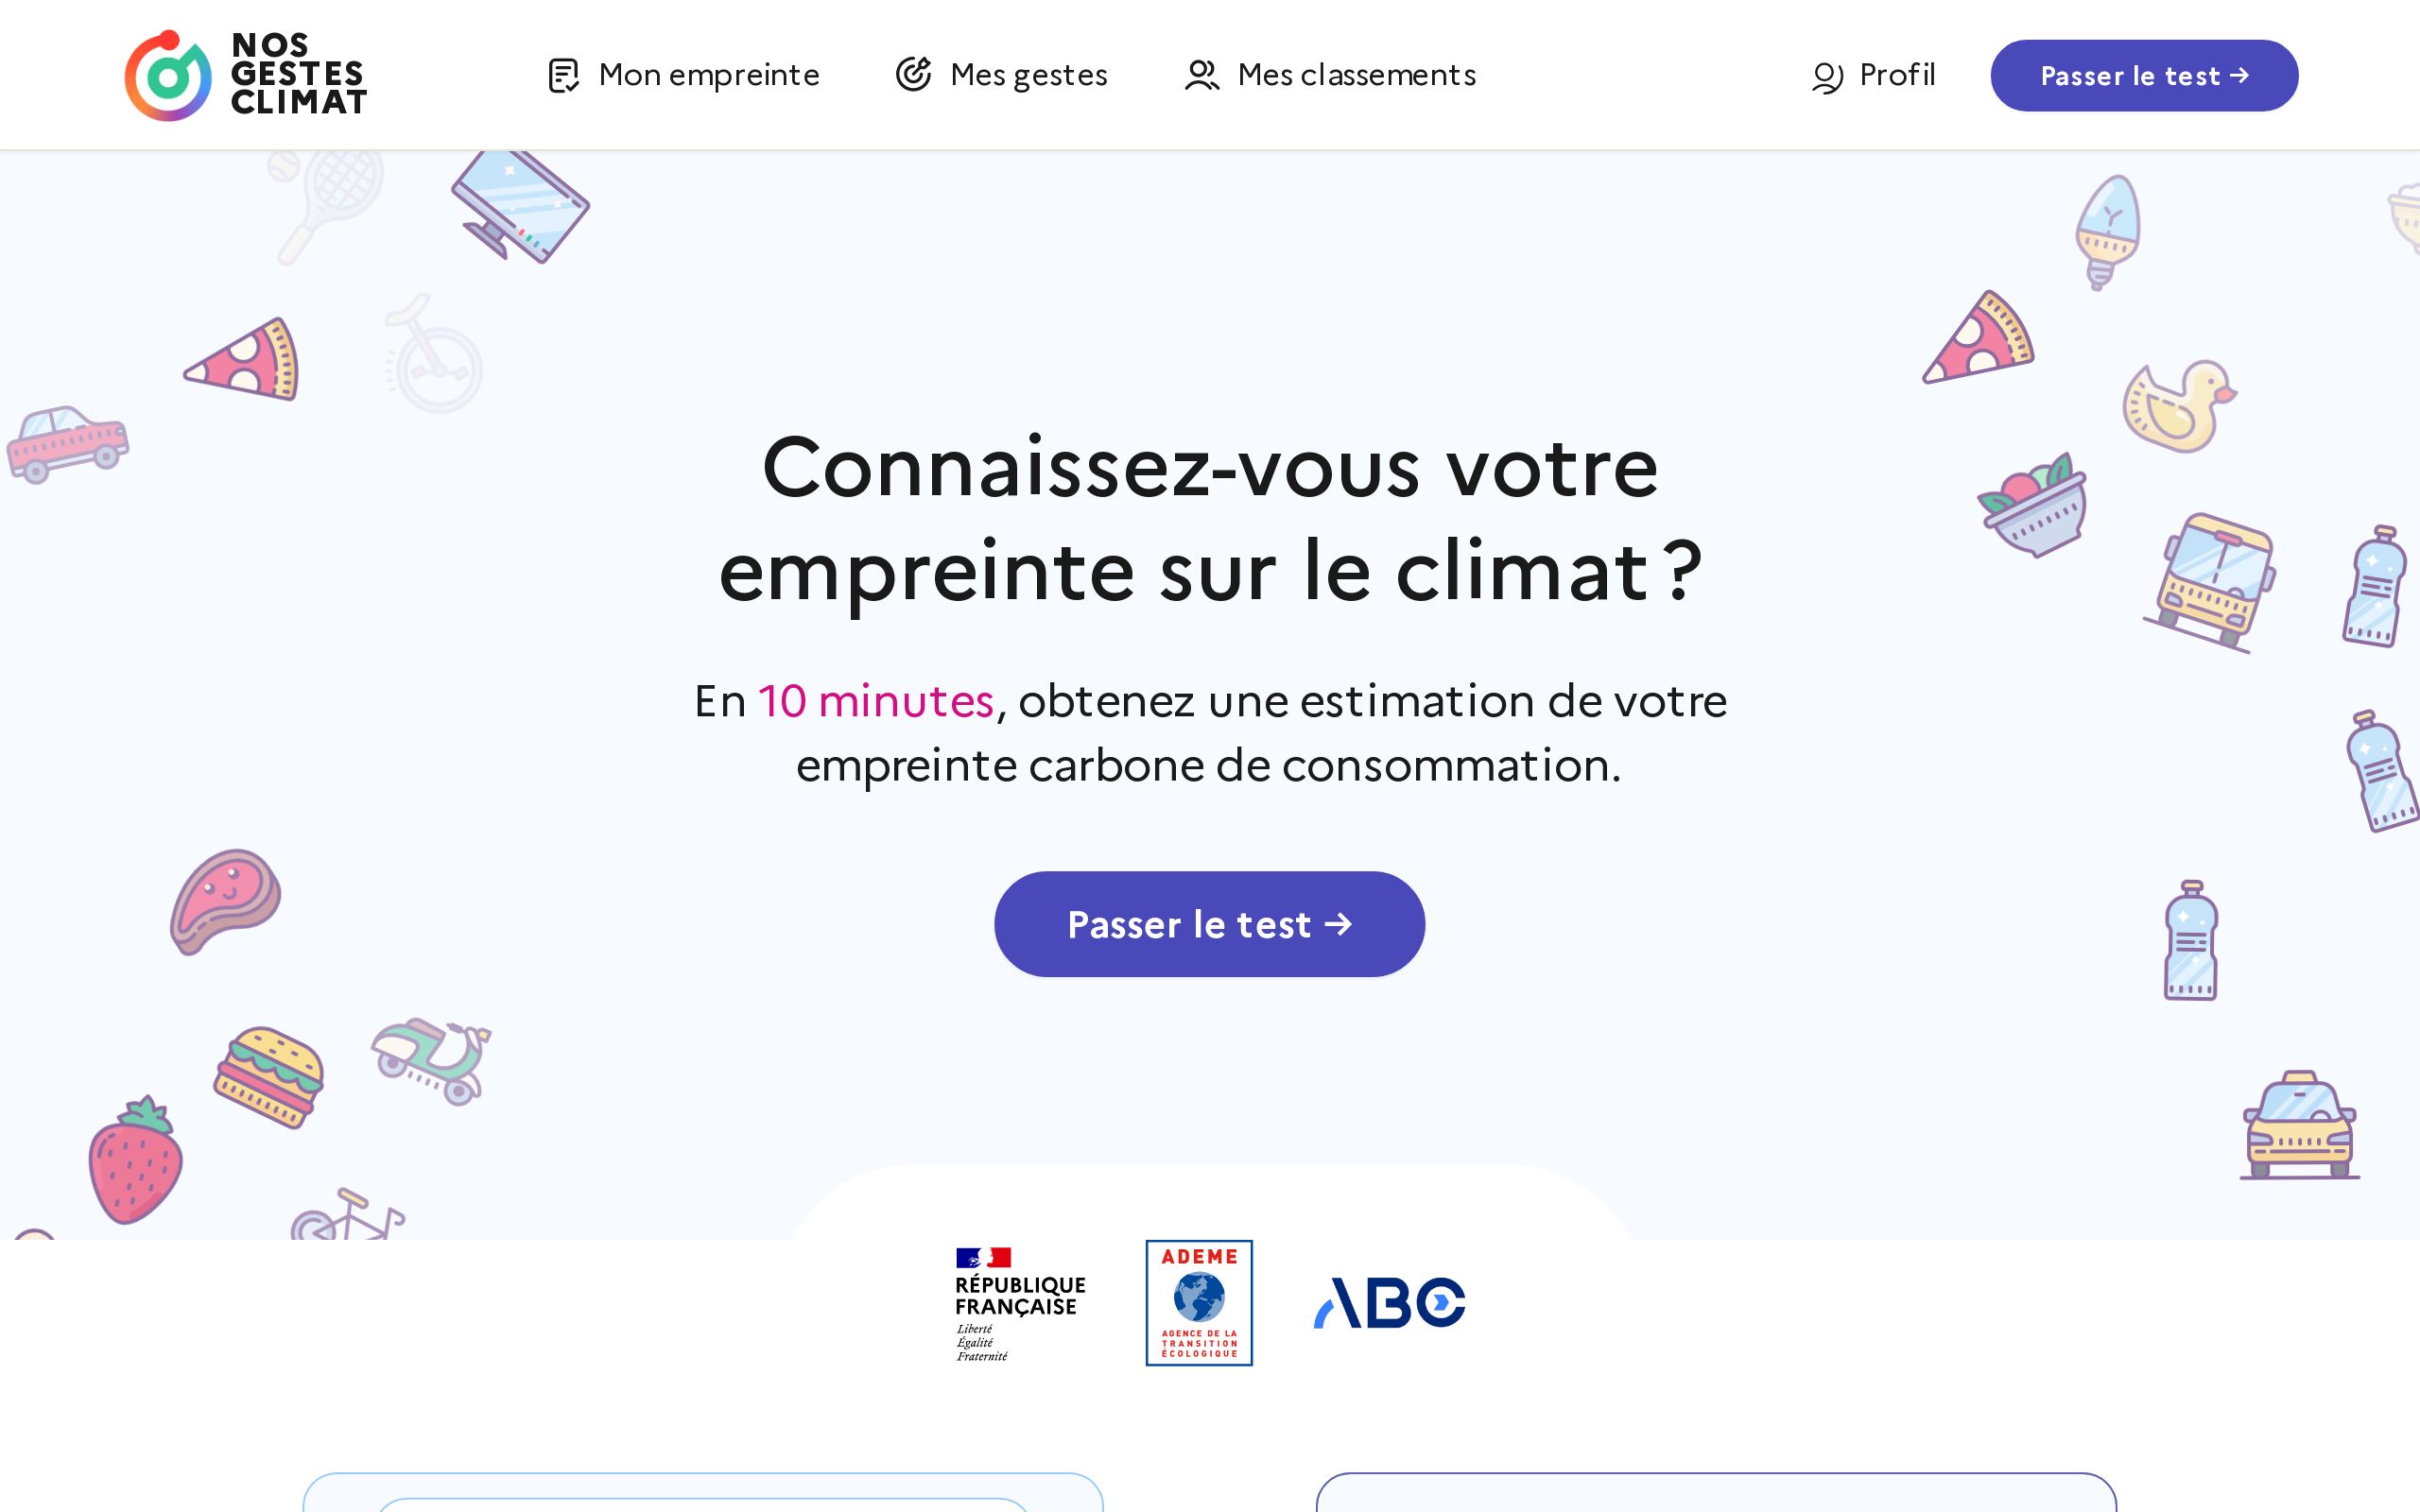 NOS
GESTES
CLIMAT
Mon empreinte
Mes gestes
Mes classements
Profil
Passer le test →
Connaissez-vous votre
empreinte sur le climat ?
En 10 minutes, obtenez une estimation de votre
empreinte carbone de consommation.
Passer le test →
RÉPUBLIQUE
FRANÇAISE
Liberté
Égalité
Fraternité
ADEME
AGENCE DE LA
TRANSITION
ÉCOLOGIQUE
ABC